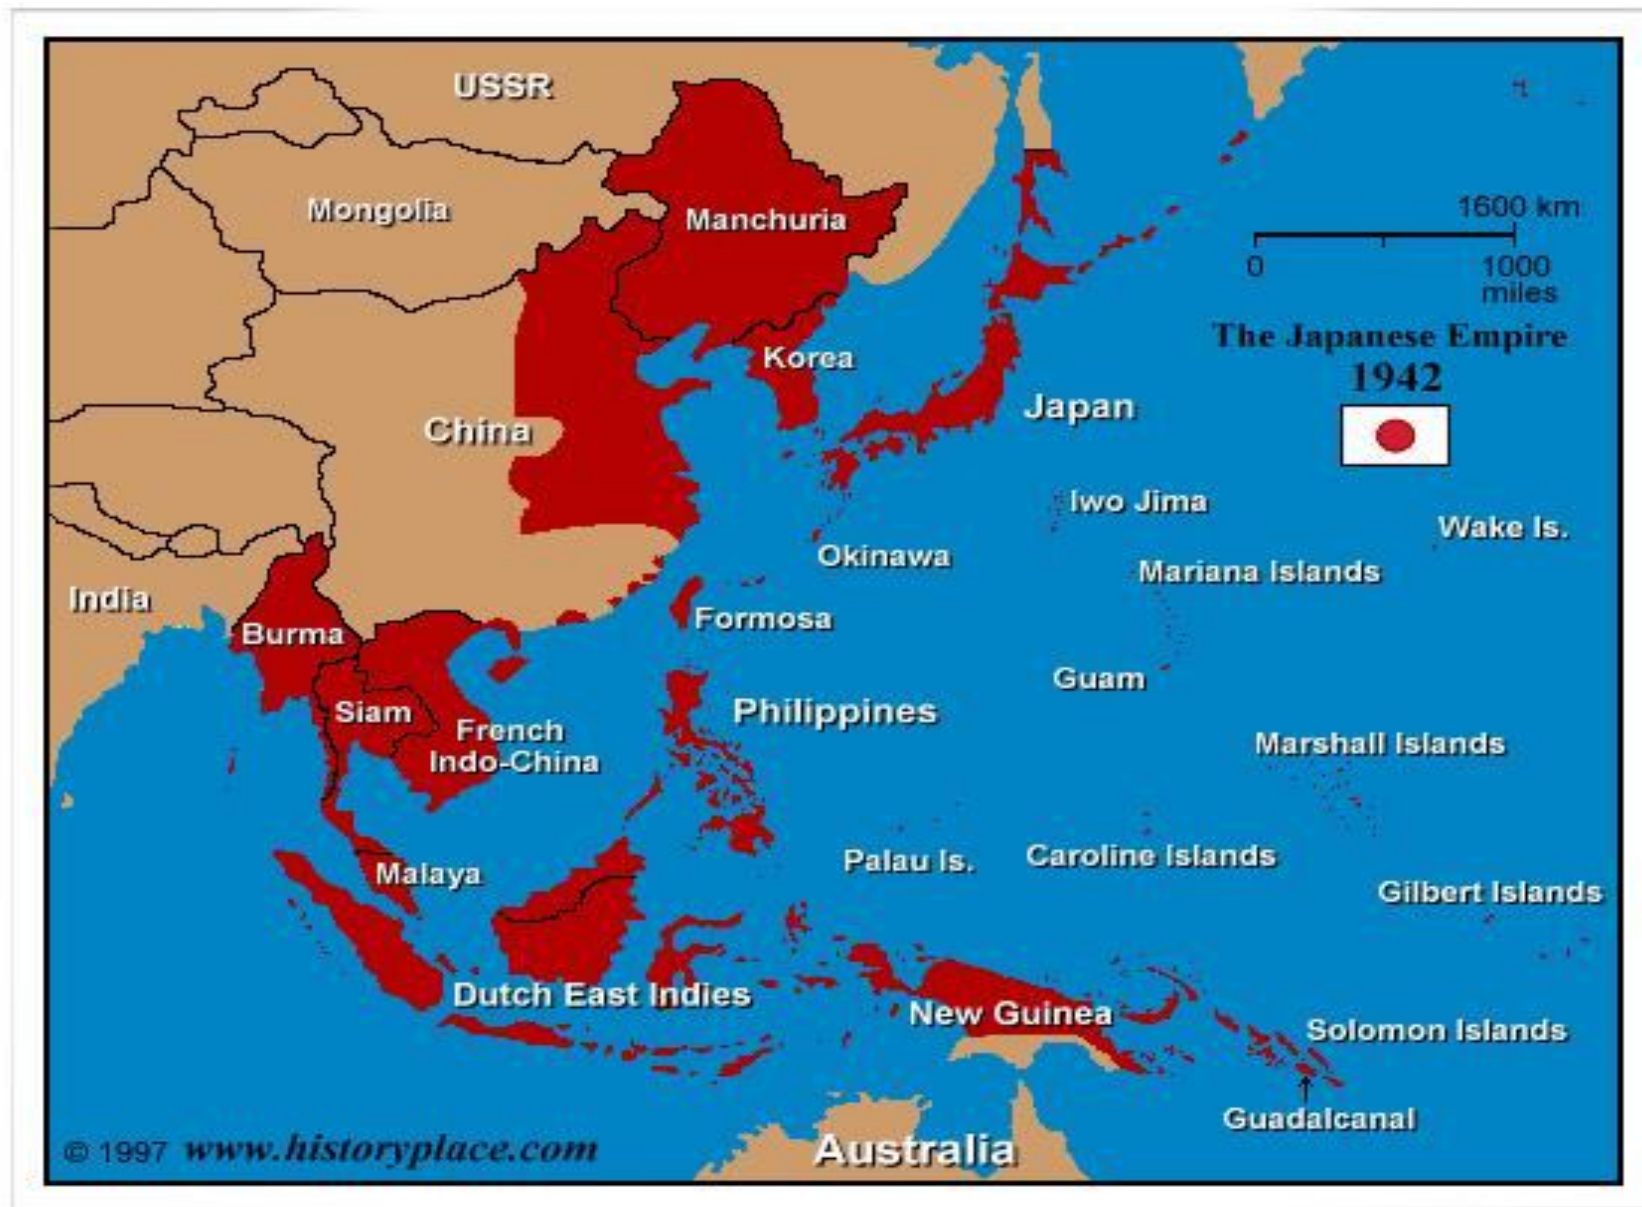 USSR
Mongolia
Manchuria
1600 km
0
1000
miles
The Japanese Empire
1942
Korea
Japan
China
Iwo Jima
Wake Is.
Okinawa
Mariana Islands
India
Burma
Formosa
Guam
Siam
Philippines
French
Indo-China
Marshall Islands
Palau Is.
Caroline Islands
Malaya
Gilbert Islands
Dutch East Indies
New Guinea
Solomon Islands
Guadalcanal
© 1997 www.historyplace.com
Australia